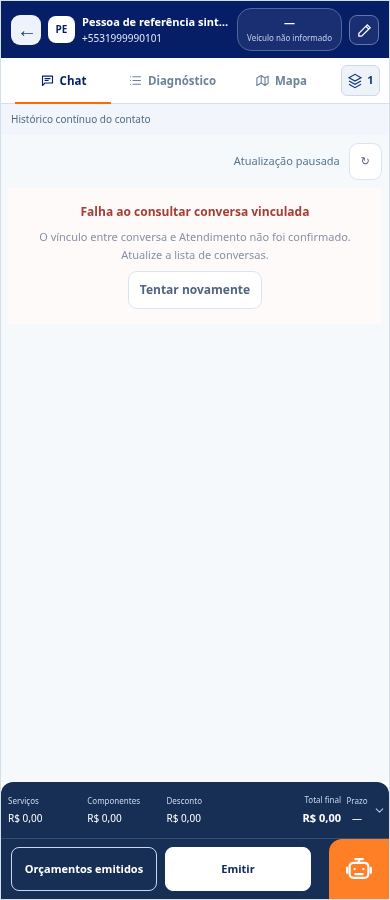 ←
PE
Pessoa de referência sint...
+5531999990101
—
Veículo não informado
Chat
Diagnóstico
Mapa
1
Histórico contínuo do contato
Atualização pausada
↻
Falha ao consultar conversa vinculada
O vínculo entre conversa e Atendimento não foi confirmado.
Atualize a lista de conversas.
Tentar novamente
Serviços
Componentes
Desconto
Total final
Prazo
R$ 0,00
R$ 0,00
R$ 0,00
R$ 0,00
—
Orçamentos emitidos
Emitir